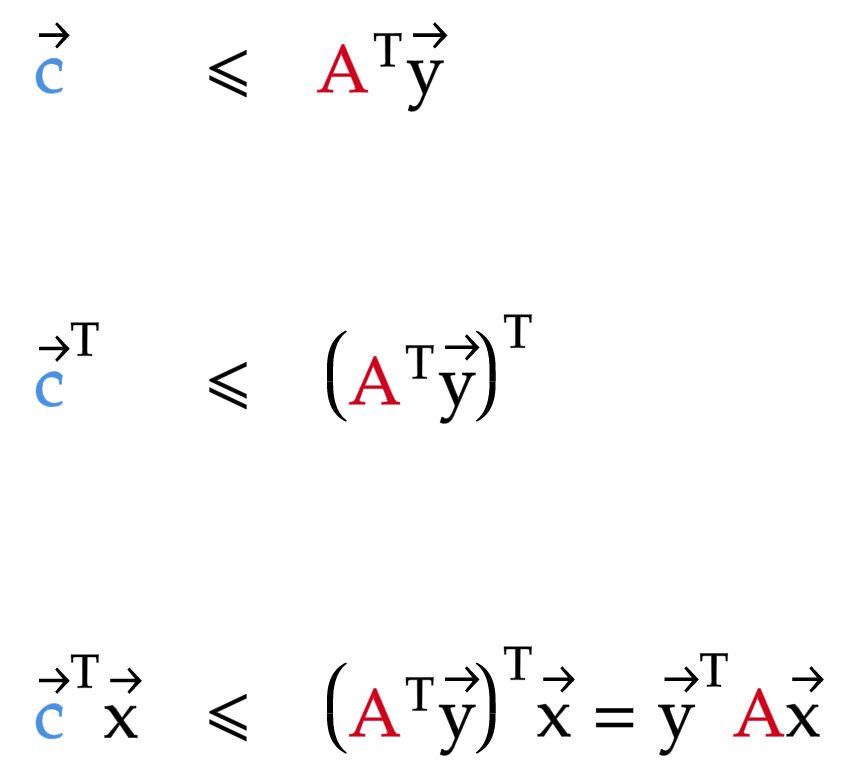 c⃗ ⩽ Aᵀy⃗
c⃗ᵀ ⩽ (Aᵀy⃗)ᵀ
c⃗ᵀx⃗ ⩽ (Aᵀy⃗)ᵀx⃗ = y⃗ᵀAx⃗